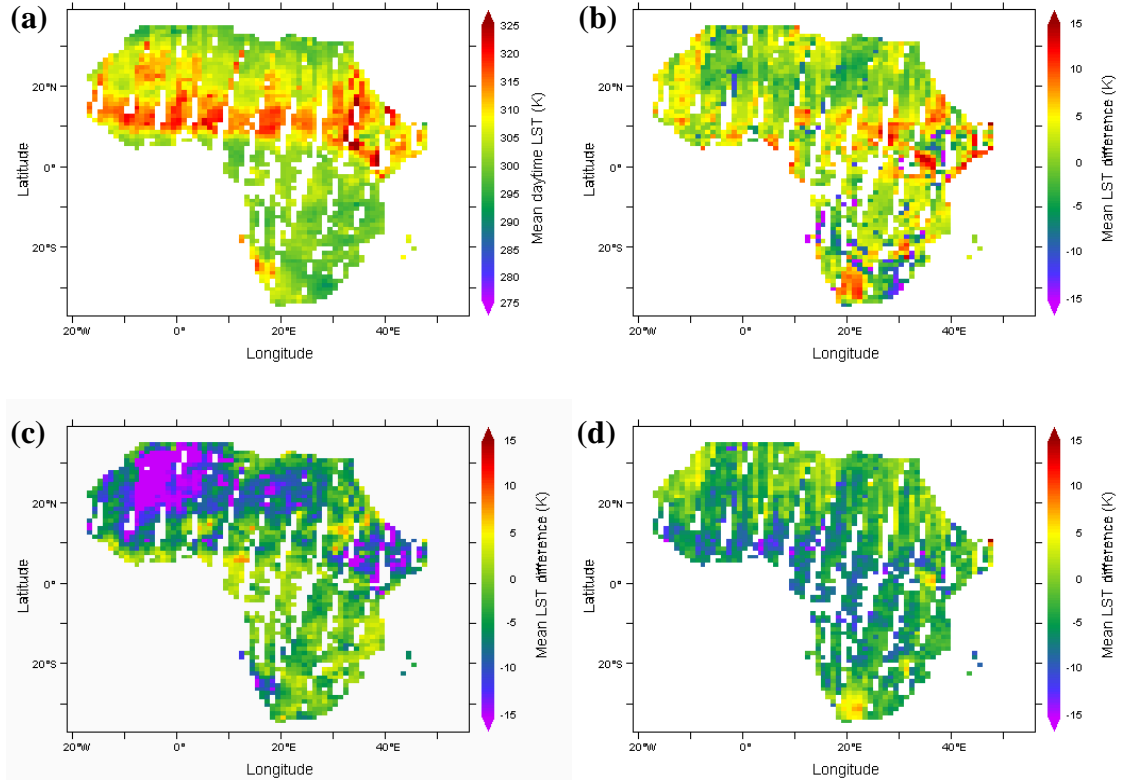 (a)
325
320
315
310
305
300
295
290
285
280
275
Mean daytime LST (K)
20°N
0°
20°S
Latitude
20°W
0°
20°E
40°E
Longitude
(b)
15
10
5
0
-5
-10
-15
Mean LST difference (K)
20°N
0°
20°S
Latitude
20°W
0°
20°E
40°E
Longitude
(c)
15
10
5
0
-5
-10
-15
Mean LST difference (K)
20°N
0°
20°S
Latitude
20°W
0°
20°E
40°E
Longitude
(d)
15
10
5
0
-5
-10
-15
Mean LST difference (K)
20°N
0°
20°S
Latitude
20°W
0°
20°E
40°E
Longitude